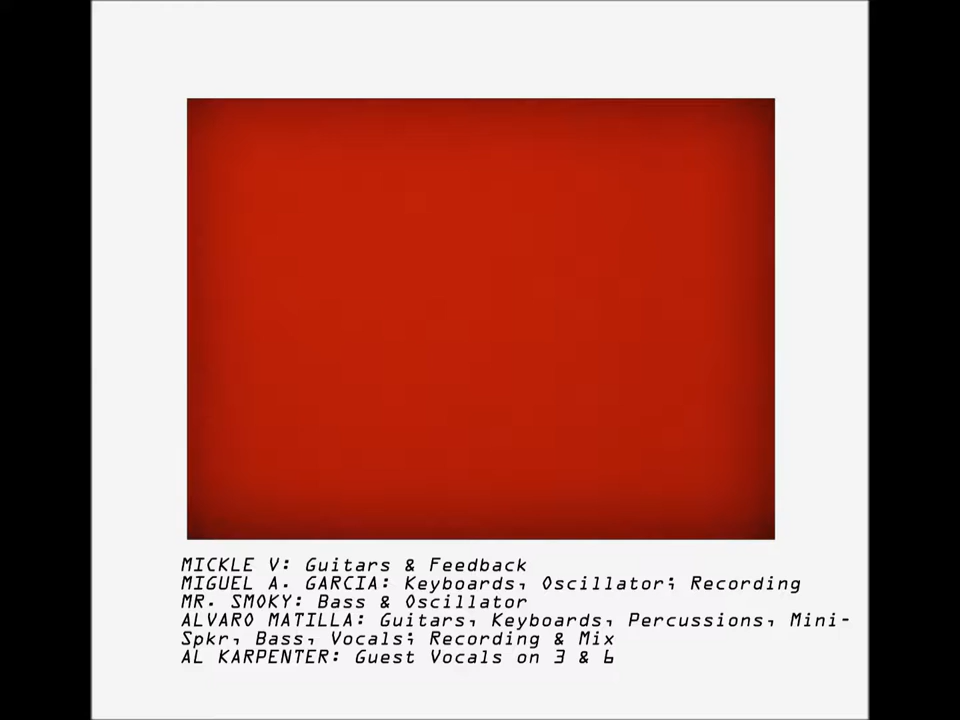 MICKLE V: Guitars & Feedback
MIGUEL A. GARCIA: Keyboards, Oscillator; Recording
MR. SMOKY: Bass & Oscillator
ALVARO MATILLA: Guitars, Keyboards, Percussions, Mini-
Spkr, Bass, Vocals; Recording & Mix
AL KARPENTER: Guest Vocals on 3 & 6